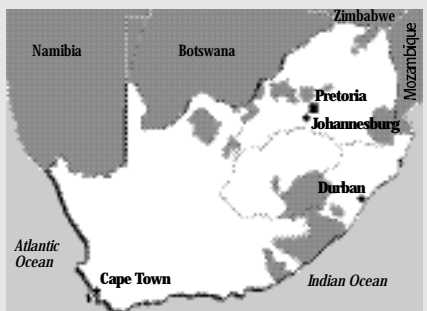 Zimbabwe
Namibia
Botswana
Mozambique
Pretoria
Johannesburg
Durban
Atlantic
Ocean
Cape Town
Indian Ocean